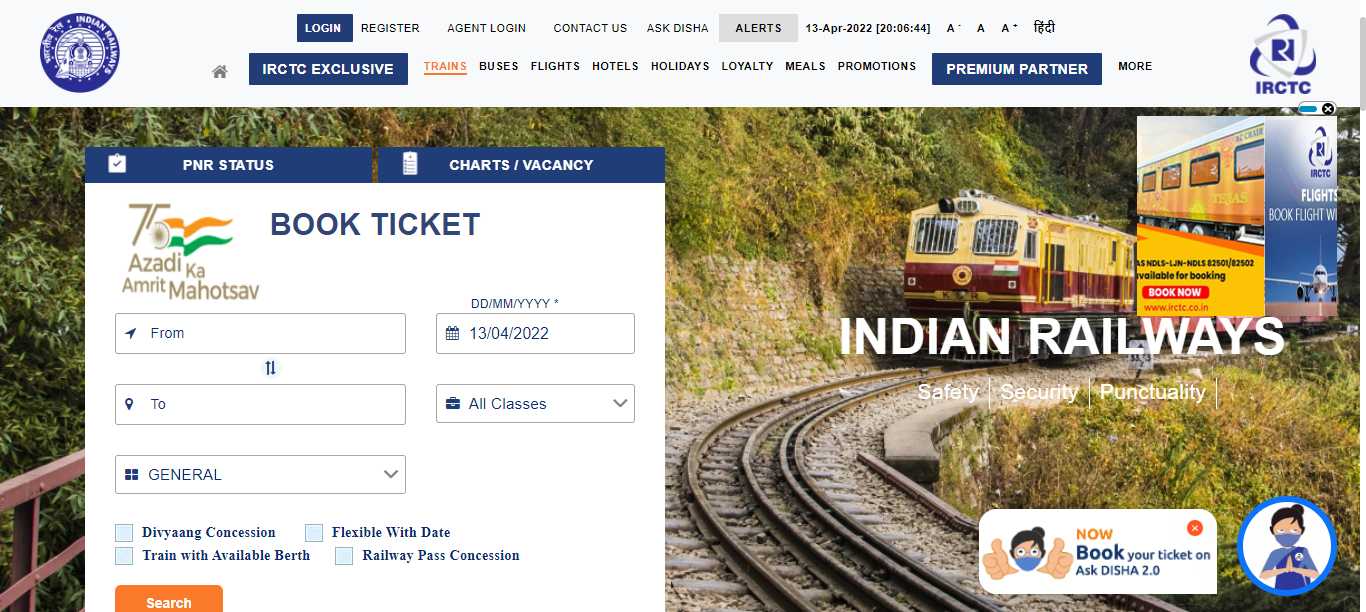 INDIAN RAILWAYS
भारतीय रेल
LOGIN REGISTER AGENT LOGIN CONTACT US ASK DISHA ALERTS 13-Apr-2022 [20:06:44] A - A A + हिंदी
IRCTC EXCLUSIVE TRAINS BUSES FLIGHTS HOTELS HOLIDAYS LOYALTY MEALS PROMOTIONS PREMIUM PARTNER MORE
IRCTC
PNR STATUS CHARTS / VACANCY
75
Azadi Ka
Amrit Mahotsav
BOOK TICKET
DD/MM/YYYY *
From 13/04/2022
To All Classes
GENERAL
Divyaang Concession Flexible With Date
Train with Available Berth Railway Pass Concession
Search
AC CHAIR
TEJAS
AS NDLS-LJN-NDLS 82501/82502
vailable for booking
BOOK NOW
www.irctc.co.in
IRCTC
FLIGHTS
BOOK FLIGHT WI
INDIAN RAILWAYS
Safety Security Punctuality
NOW
Book your ticket on
Ask DISHA 2.0